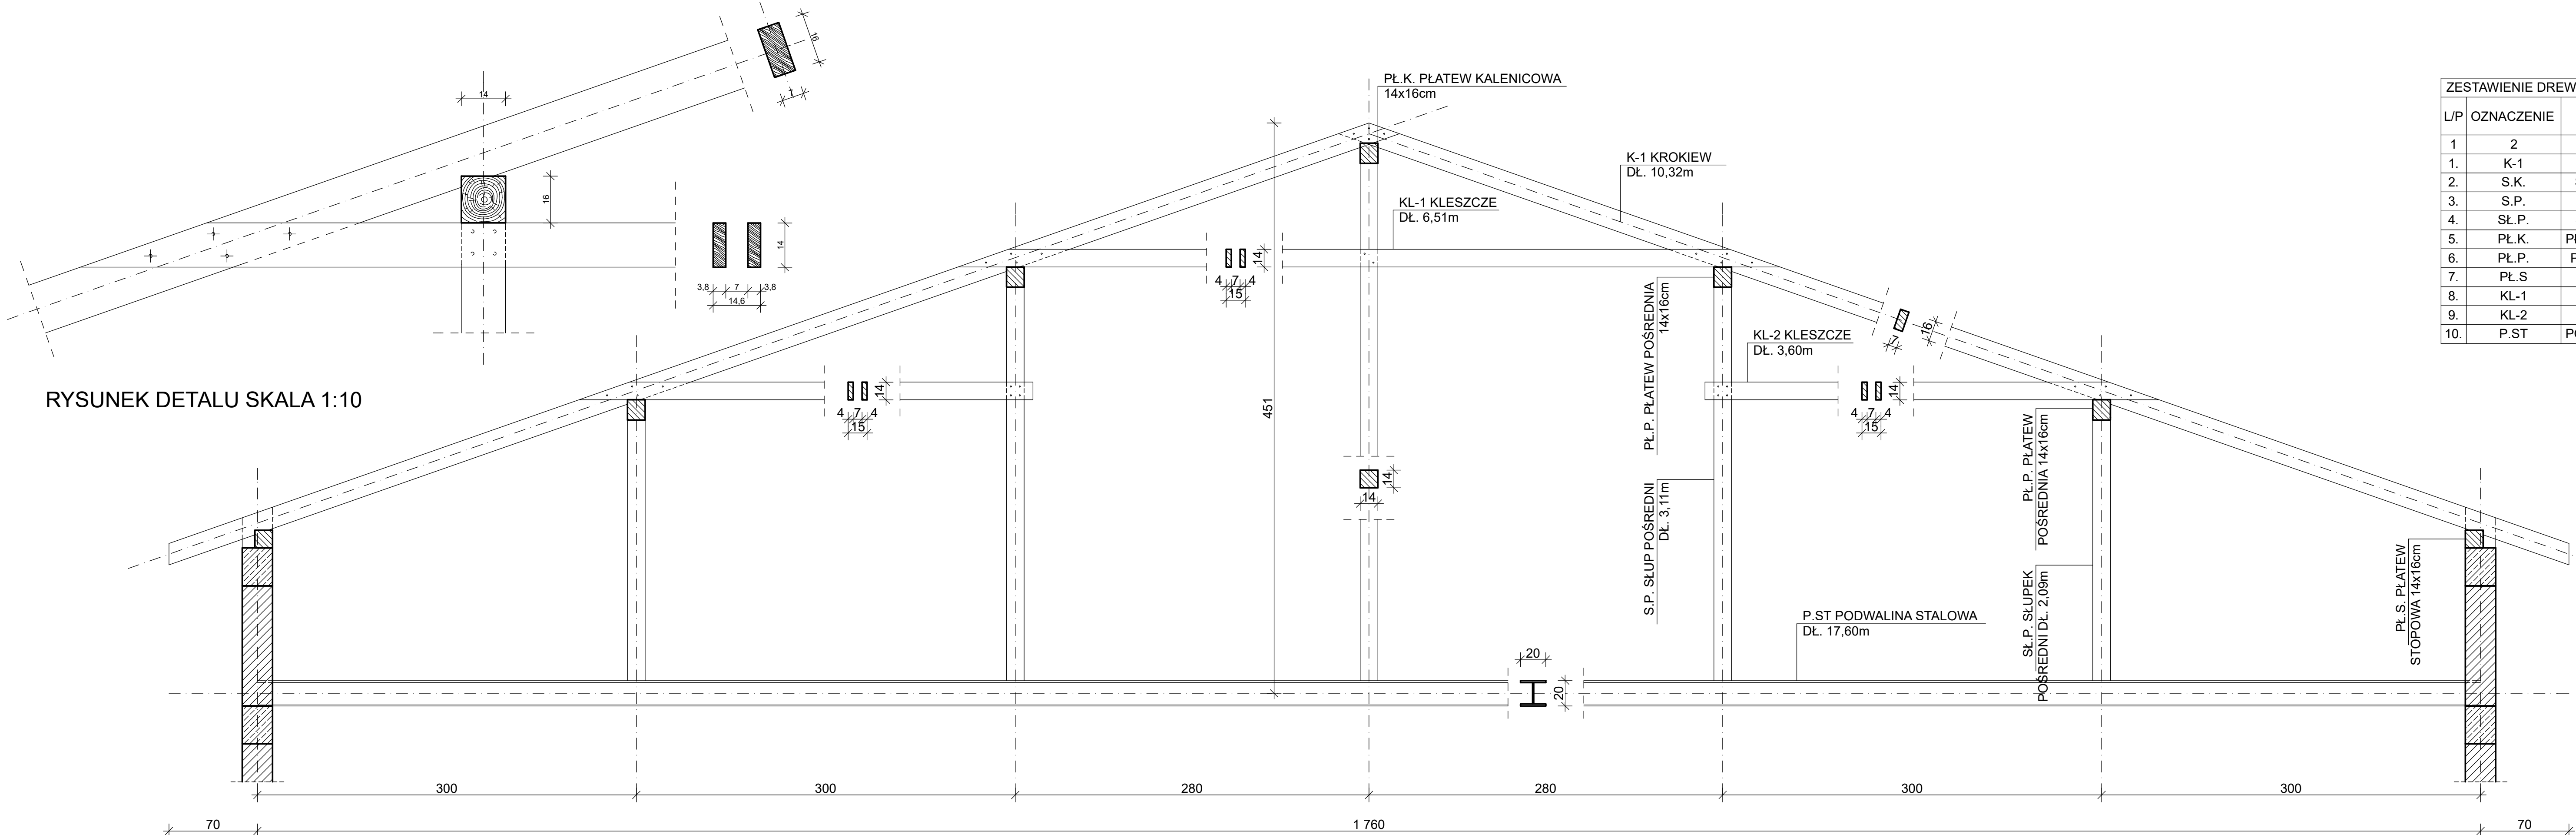 16
7
14
PŁ.K. PŁATEW KALENICOWA
14x16cm
ZESTAWIENIE DREW
L/P OZNACZENIE
1 2
1. K-1
2. S.K.
3. S.P.
4. SŁ.P.
5. PŁ.K.
6. PŁ.P.
7. PŁ.S
8. KL-1
9. KL-2
10. P.ST
K-1 KROKIEW
DŁ. 10,32m
KL-1 KLESZCZE
DŁ. 6,51m
16
14
3,8 7 3,8
14,6
RYSUNEK DETALU SKALA 1:10
14
4 7 4
15
14
4 7 4
15
451
14
14
PŁ.P. PŁATEW POŚREDNIA
14x16cm
16
7
KL-2 KLESZCZE
DŁ. 3,60m
14
4 7 4
15
S.P. SŁUP POŚREDNI
DŁ. 3,11m
PŁ.P. PŁATEW
POŚREDNIA 14x16cm
SŁ.P. SŁUPEK
POŚREDNI DŁ. 2,09m
PŁ.S. PŁATEW
STOPOWA 14x16cm
P.ST PODWALINA STALOWA
DŁ. 17,60m
20
20
300 300 280 280 300 300
70 1 760 70